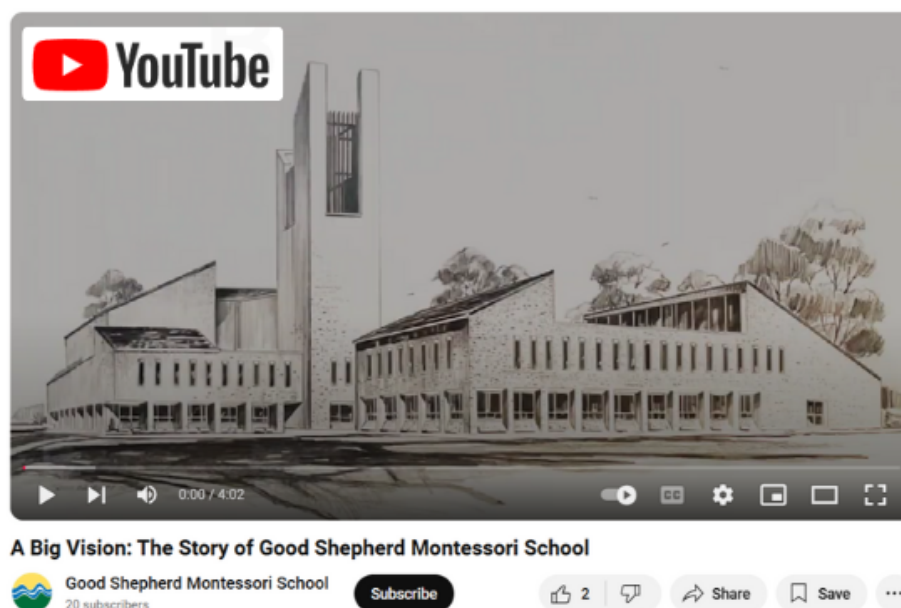 YouTube
0:00 / 4:02
CC
A Big Vision: The Story of Good Shepherd Montessori School
Good Shepherd Montessori School
20 subscribers
Subscribe
2
Share
Save